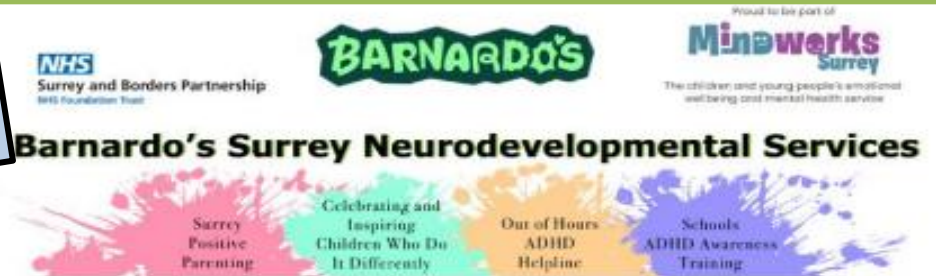 NHS
Surrey and Borders Partnership
NHS Foundation Trust
BARNARDO'S
Proud to be part of
Mindworks
Surrey
The children and young people's emotional
wellbeing and mental health service
Barnardo's Surrey Neurodevelopmental Services
Surrey
Positive
Parenting
Celebrating and
Inspiring
Children Who Do
It Differently
Out of Hours
ADHD
Helpline
Schools
ADHD Awareness
Training